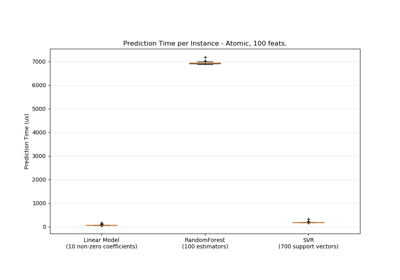 Prediction Time per Instance - Atomic, 100 feats.
7000
6000
5000
4000
3000
2000
1000
0
Prediction Time (us)
Linear Model
(10 non-zero coefficients)
RandomForest
(100 estimators)
SVR
(700 support vectors)